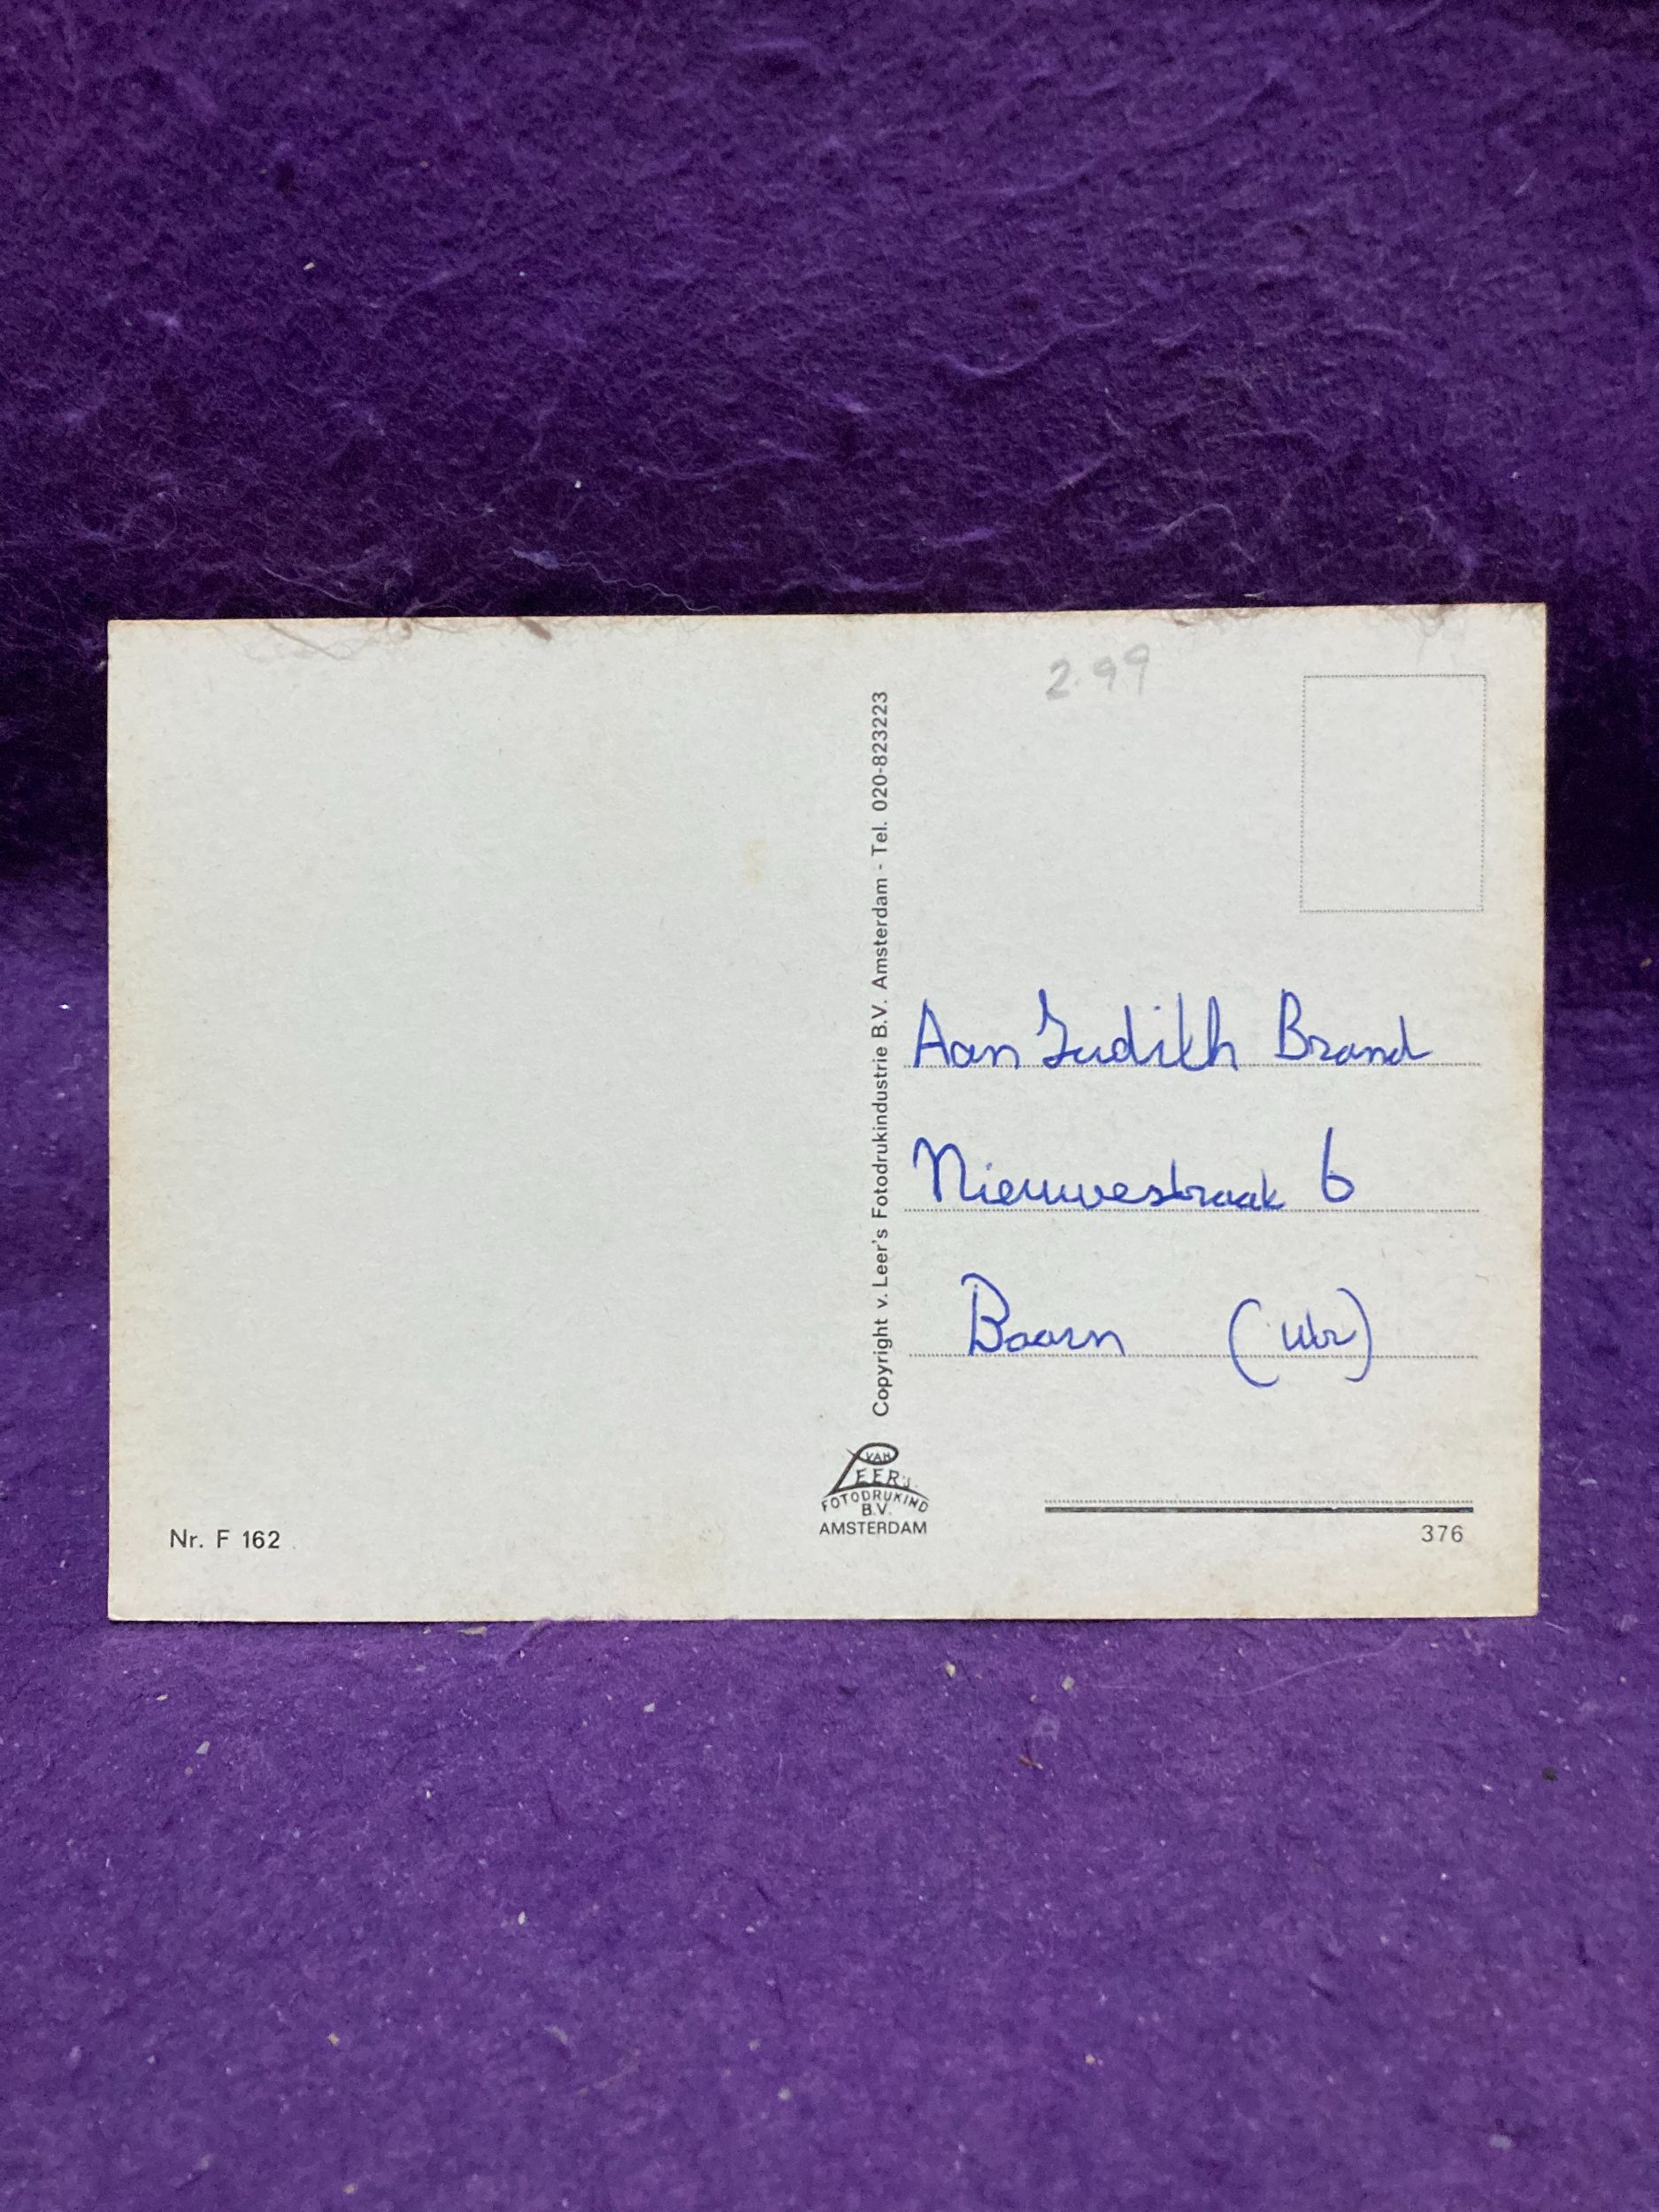 2.99
Copyright v. Leer's Fotodrukindustrie B.V. Amsterdam - Tel. 020-823223
Aan Judith Brand
Nieuwestraat 6
Baarn (Utr)
VAN
LEER'S
FOTODRUKIND
B.V.
AMSTERDAM
Nr. F 162
376